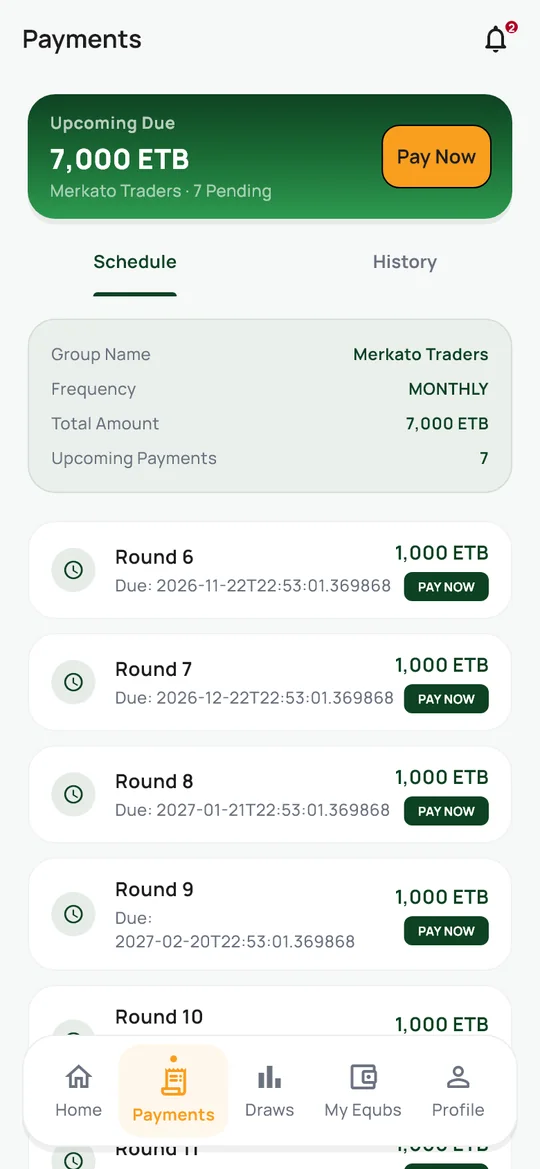 Payments
2
Upcoming Due
7,000 ETB
Merkato Traders · 7 Pending
Pay Now
Schedule
History
Group Name
Merkato Traders
Frequency
MONTHLY
Total Amount
7,000 ETB
Upcoming Payments
7
Round 6
Due: 2026-11-22T22:53:01.369868
1,000 ETB
PAY NOW
Round 7
Due: 2026-12-22T22:53:01.369868
1,000 ETB
PAY NOW
Round 8
Due: 2027-01-21T22:53:01.369868
1,000 ETB
PAY NOW
Round 9
Due:
2027-02-20T22:53:01.369868
1,000 ETB
PAY NOW
Round 10
1,000 ETB
Home
Payments
Draws
My Equbs
Profile
Round 11
1,000 ETB